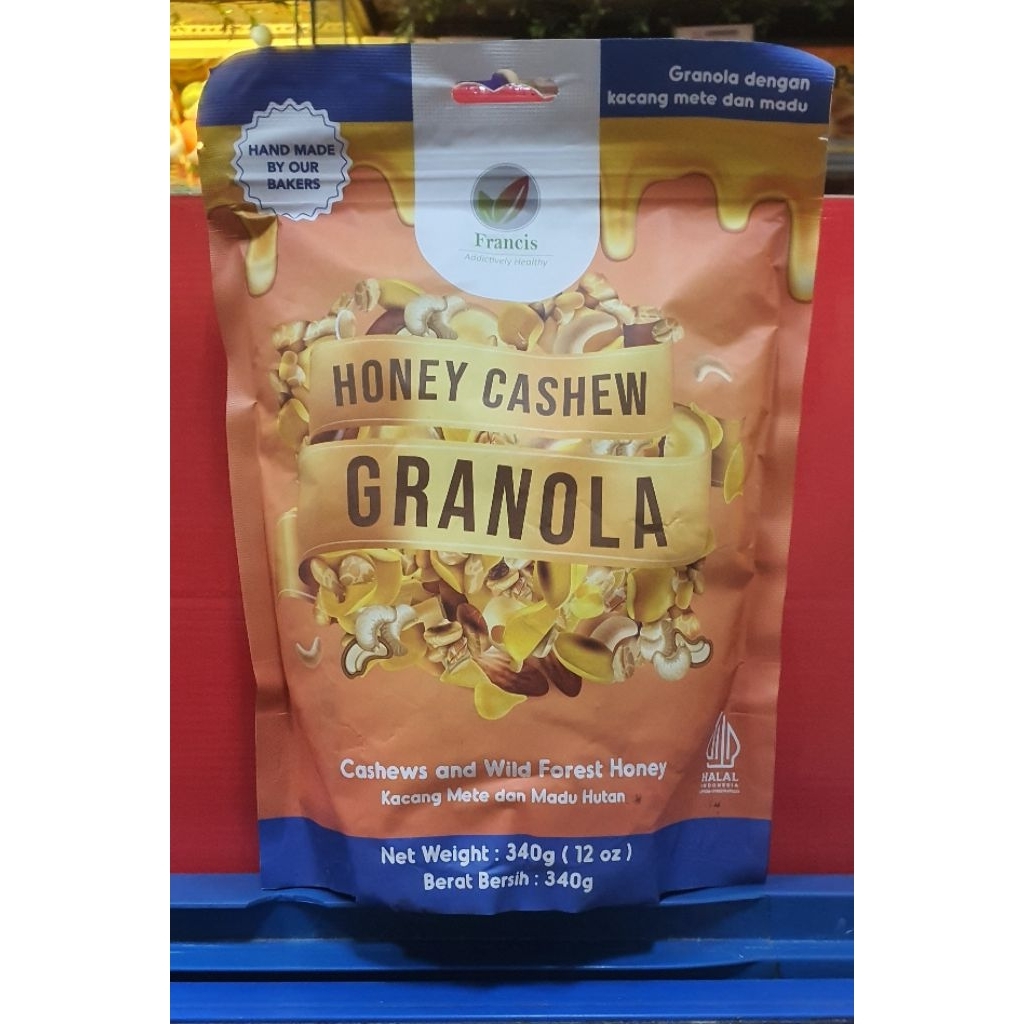 Granola dengan
kacang mete dan madu
HAND MADE
BY OUR
BAKERS
Francis
Addictively Healthy
HONEY CASHEW
GRANOLA
Cashews and Wild Forest Honey
Kacang Mete dan Madu Hutan
HALAL
INDONESIA
Net Weight : 340g ( 12 oz )
Berat Bersih : 340g